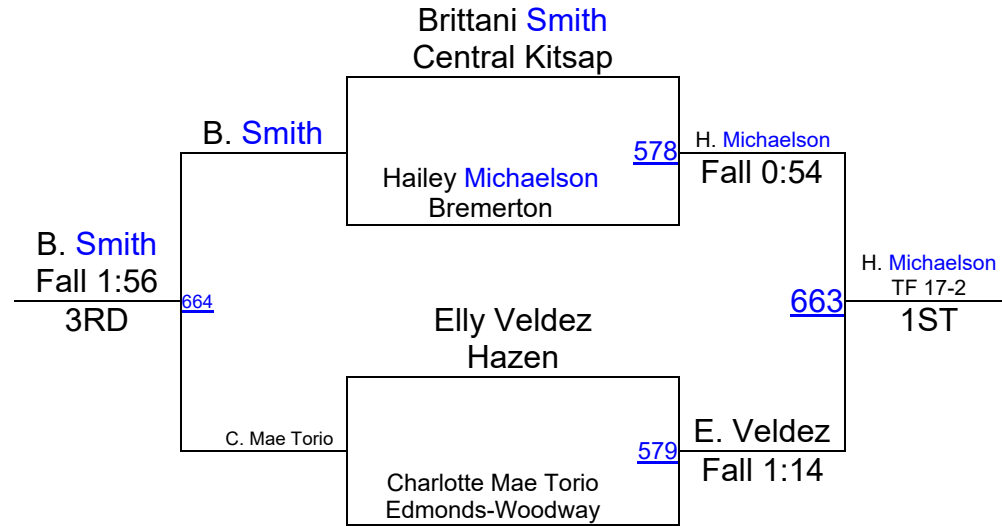 Brittani Smith
Central Kitsap
B. Smith
578
H. Michaelson
Fall 0:54
Hailey Michaelson
Bremerton
B. Smith
Fall 1:56
3RD
664
H. Michaelson
TF 17-2
663
1ST
Elly Veldez
Hazen
C. Mae Torio
579
E. Veldez
Fall 1:14
Charlotte Mae Torio
Edmonds-Woodway